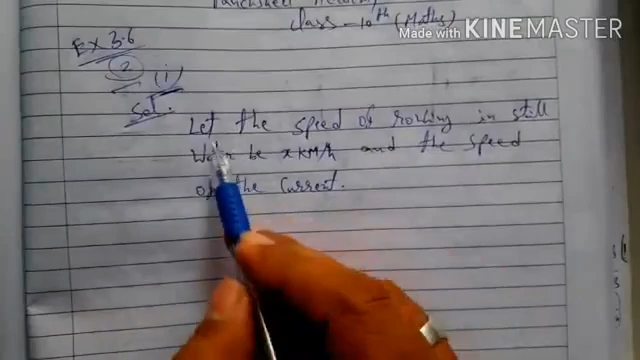 class - 10th (Maths)
Made with KINEMASTER
Ex 3.6
(2) (i)
Sol.
Let the speed of rowing in still
be x KM/h and the speed
of the current.